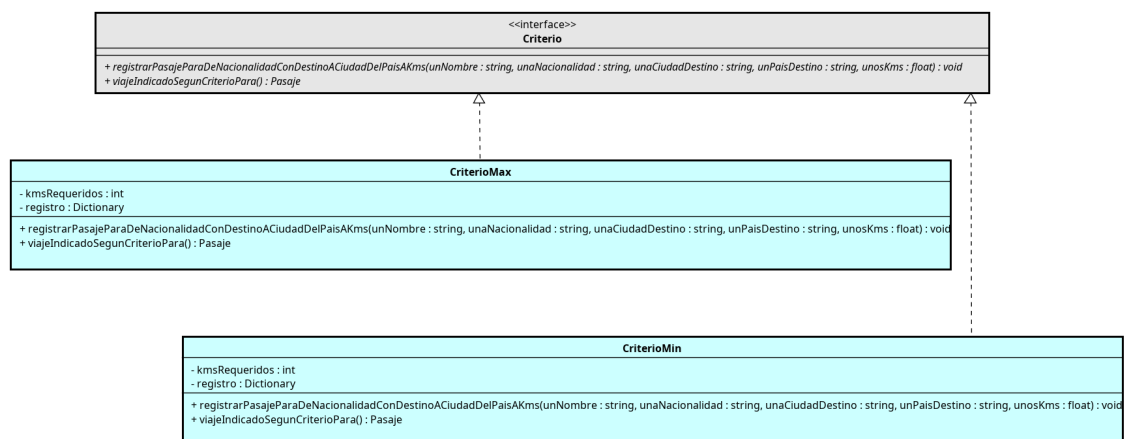 <<interface>>
Criterio
+ registrarPasajeParaDeNacionalidadConDestinoACiudadDelPaisAKms(unNombre : string, unaNacionalidad : string, unaCiudadDestino : string, unPaisDestino : string, unosKms : float) : void
+ viajeIndicadoSegunCriterioPara() : Pasaje
CriterioMax
- kmsRequeridos : int
- registro : Dictionary
+ registrarPasajeParaDeNacionalidadConDestinoACiudadDelPaisAKms(unNombre : string, unaNacionalidad : string, unaCiudadDestino : string, unPaisDestino : string, unosKms : float) : void
+ viajeIndicadoSegunCriterioPara() : Pasaje
CriterioMin
- kmsRequeridos : int
- registro : Dictionary
+ registrarPasajeParaDeNacionalidadConDestinoACiudadDelPaisAKms(unNombre : string, unaNacionalidad : string, unaCiudadDestino : string, unPaisDestino : string, unosKms : float) : void
+ viajeIndicadoSegunCriterioPara() : Pasaje